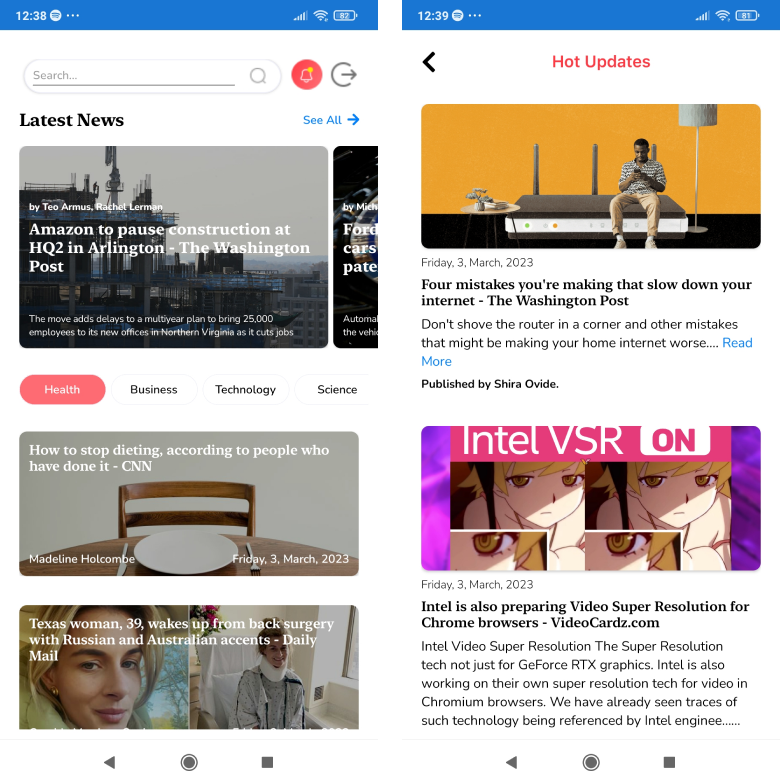 12:38
82
Search...
Latest News
See All
by Teo Armus, Rachel Lerman
Amazon to pause construction at
HQ2 in Arlington - The Washington
Post
The move adds delays to a multiyear plan to bring 25,000
employees to its new offices in Northern Virginia as it cuts jobs
by Mich
Ford
cars
pate
Automa
the vehic
Health
Business
Technology
Science
How to stop dieting, according to people who
have done it - CNN
Madeline Holcombe
Friday, 3, March, 2023
Texas woman, 39, wakes up from back surgery
with Russian and Australian accents - Daily
Mail
12:39
81
Hot Updates
Friday, 3, March, 2023
Four mistakes you're making that slow down your
internet - The Washington Post
Don't shove the router in a corner and other mistakes
that might be making your home internet worse.... Read
More
Published by Shira Ovide.
Intel VSR ON
Friday, 3, March, 2023
Intel is also preparing Video Super Resolution for
Chrome browsers - VideoCardz.com
Intel Video Super Resolution The Super Resolution
tech not just for GeForce RTX graphics. Intel is also
working on their own super resolution tech for video in
Chromium browsers. We have already seen traces of
such technology being referenced by Intel enginee......